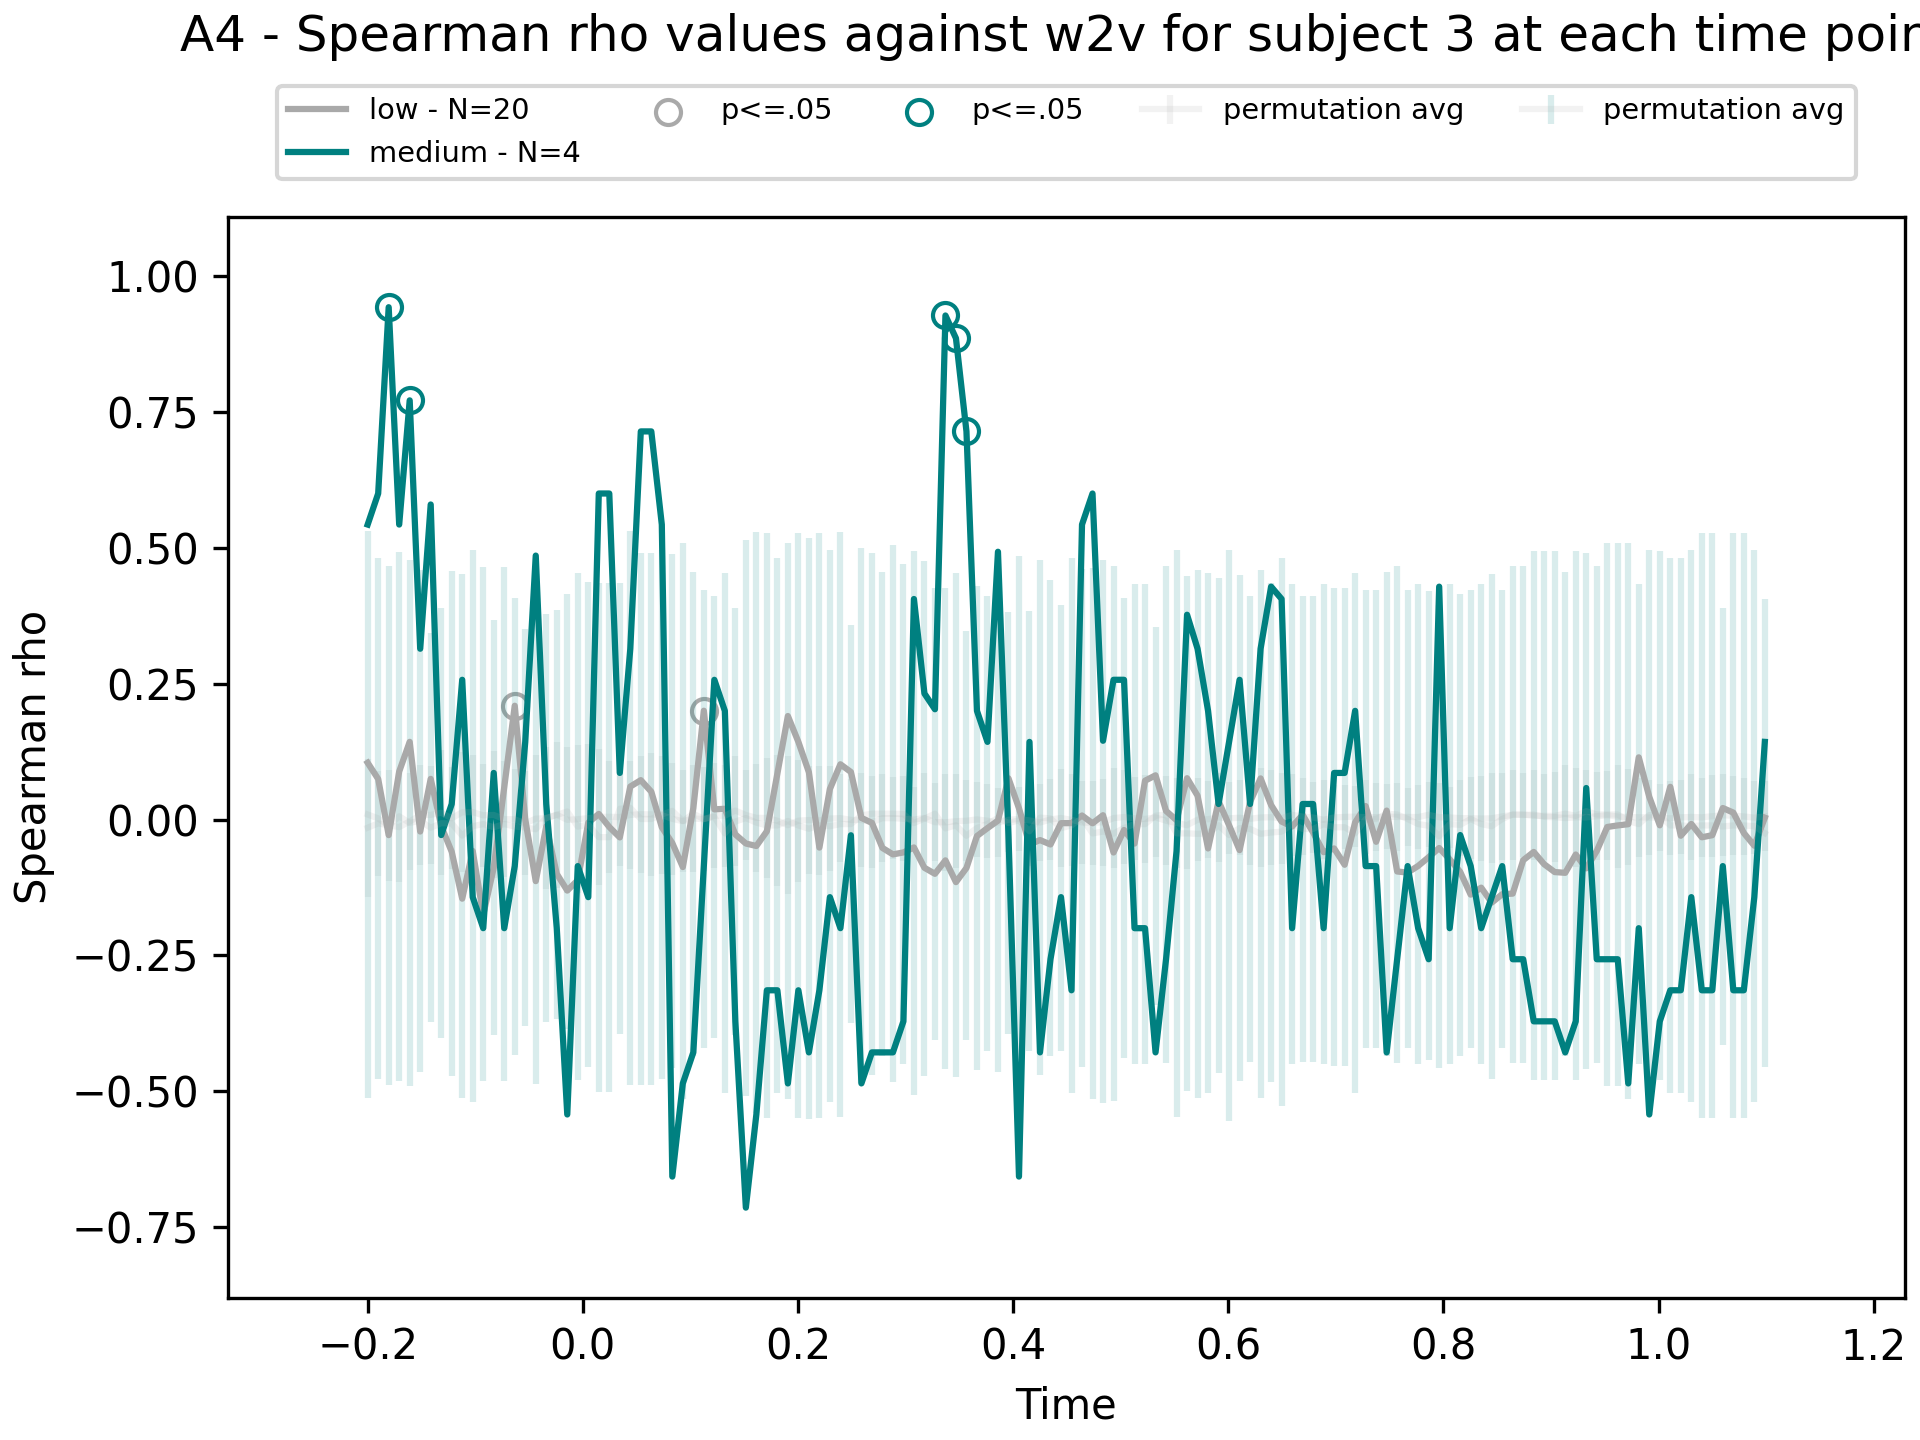 A4 - Spearman rho values against w2v for subject 3 at each time poin
low - N=20
p<=.05
p<=.05
permutation avg
permutation avg
medium - N=4
1.00
0.75
0.50
0.25
0.00
−0.25
−0.50
−0.75
Spearman rho
−0.2
0.0
0.2
0.4
0.6
0.8
1.0
1.2
Time